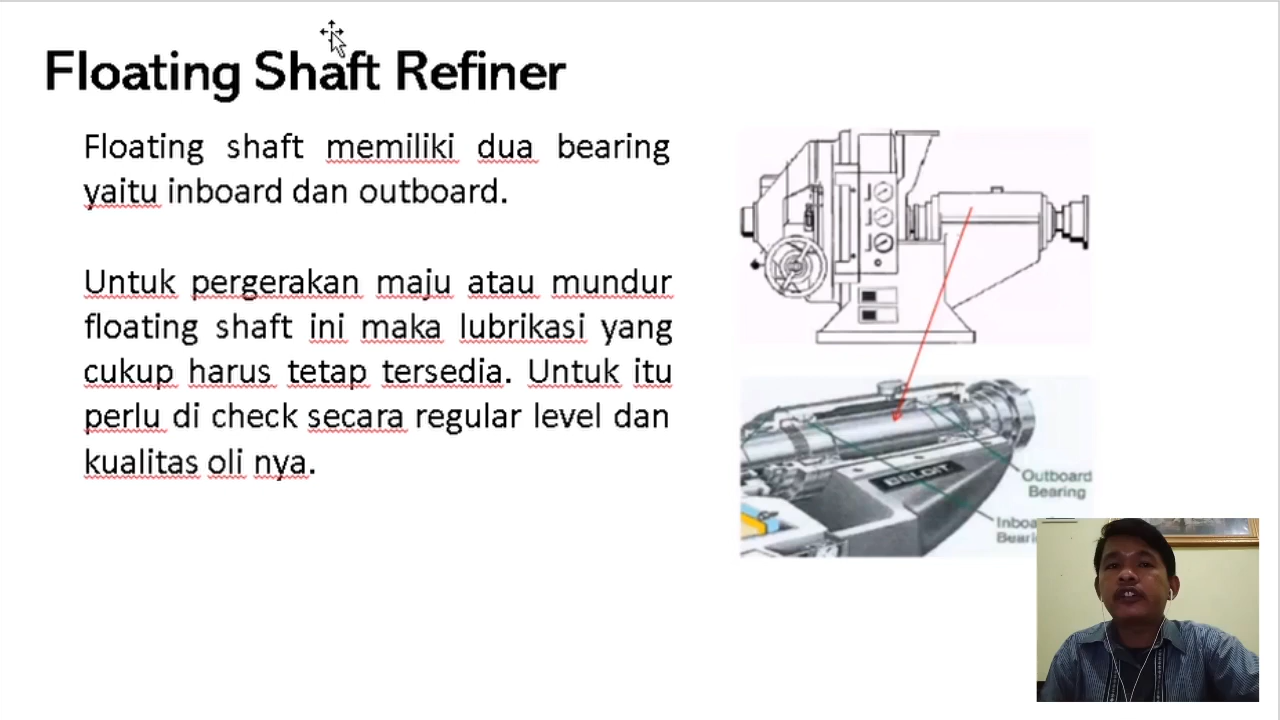 Floating Shaft Refiner
Floating shaft memiliki dua bearing
yaitu inboard dan outboard.
Untuk pergerakan maju atau mundur
floating shaft ini maka lubrikasi yang
cukup harus tetap tersedia. Untuk itu
perlu di check secara regular level dan
kualitas oli nya.
BELOIT
Outboard
Bearing